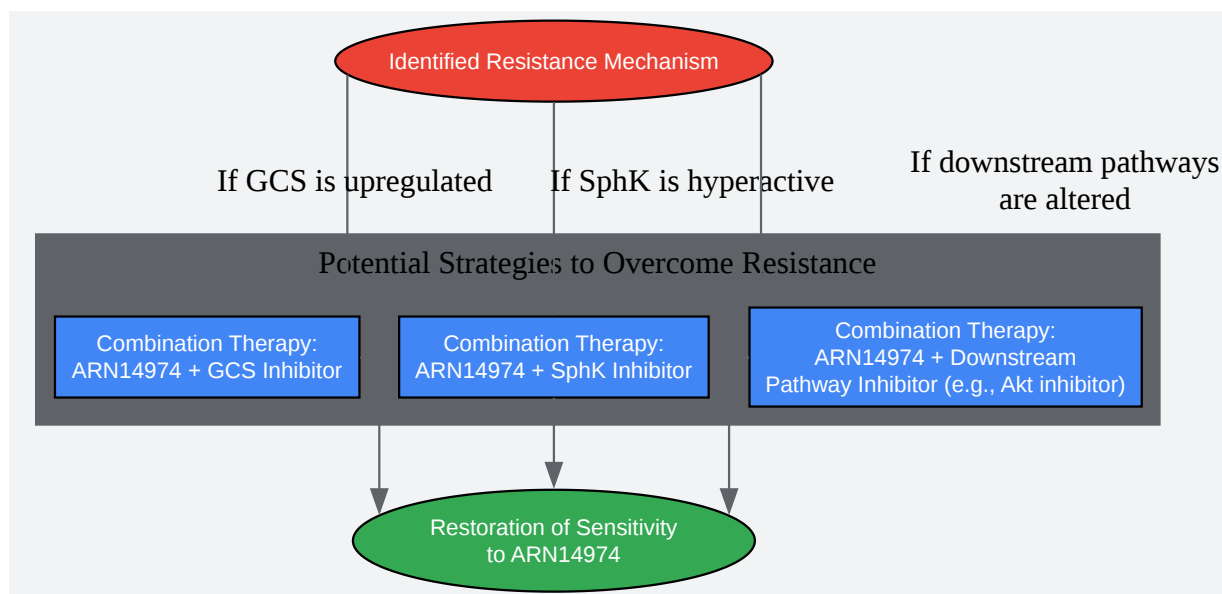 Identified Resistance Mechanism
If GCS is upregulated
If SphK is hyperactive
If downstream pathways
are altered
Potential Strategies to Overcome Resistance
Combination Therapy:
ARN14974 + GCS Inhibitor
Combination Therapy:
ARN14974 + SphK Inhibitor
Combination Therapy:
ARN14974 + Downstream
Pathway Inhibitor (e.g., Akt inhibitor)
Restoration of Sensitivity
to ARN14974